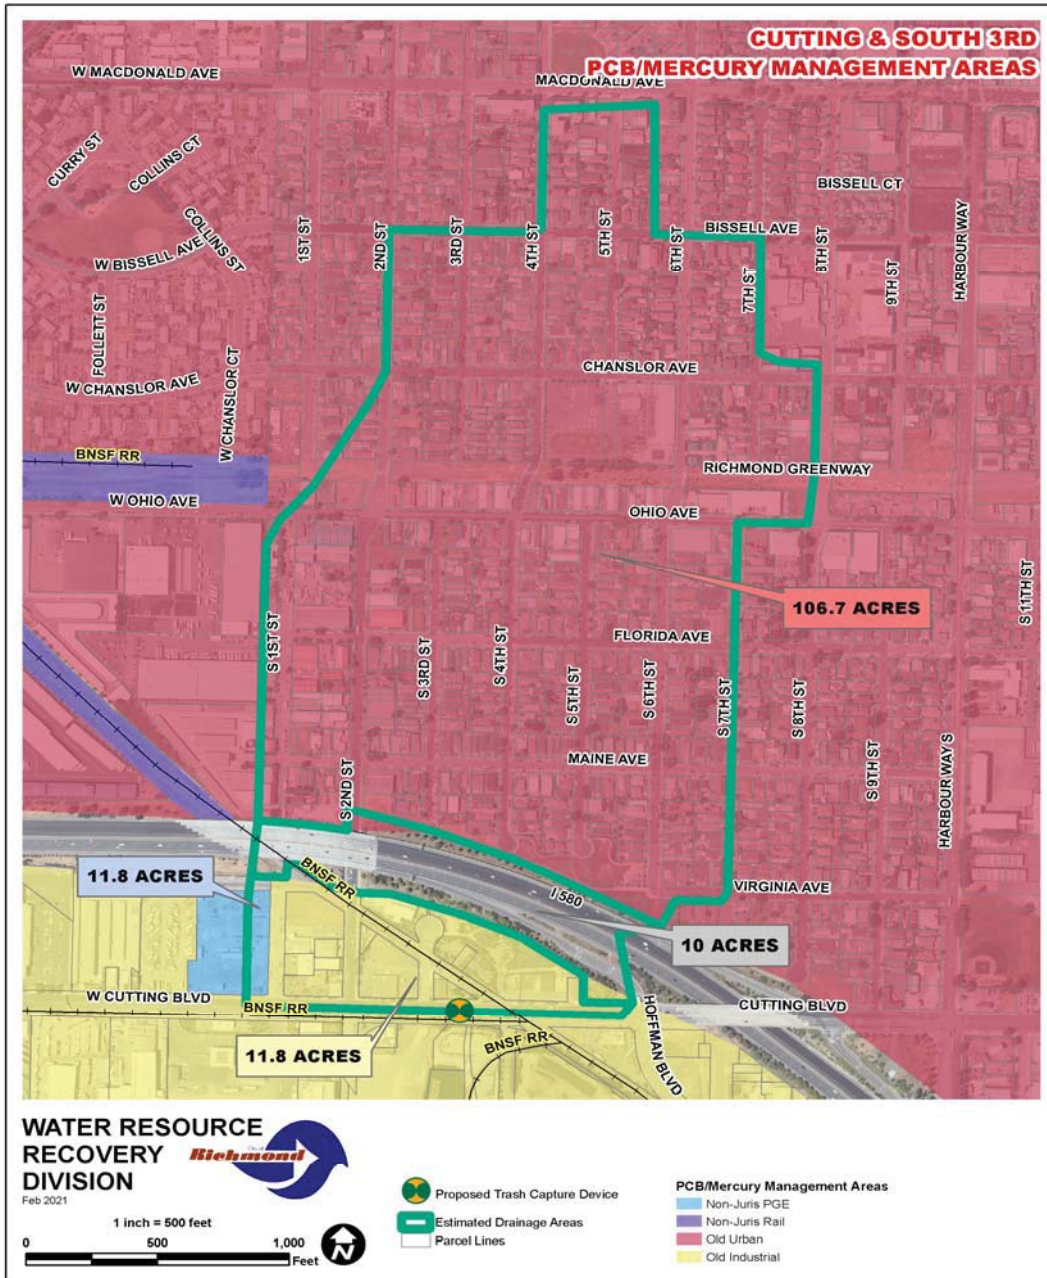 CUTTING & SOUTH 3RD
PCB/MERCURY MANAGEMENT AREAS
W MACDONALD AVE
MACDONALD AVE
CURRY ST
COLLINS CT
BISSELL CT
COLLINS ST
W BISSELL AVE
1ST ST
2ND ST
3RD ST
4TH ST
5TH ST
6TH ST
BISSELL AVE
7TH ST
8TH ST
9TH ST
HARBOUR WAY
FOLLETT ST
W CHANSLOR AVE
W CHANSLOR CT
CHANSLOR AVE
BNSF RR
RICHMOND GREENWAY
W OHIO AVE
OHIO AVE
106.7 ACRES
S 11TH ST
S 1ST ST
FLORIDA AVE
S 3RD ST
S 4TH ST
S 5TH ST
S 6TH ST
S 7TH ST
S 8TH ST
S 9TH ST
HARBOUR WAY S
MAINE AVE
S 2ND ST
11.8 ACRES
BNSF RR
I 580
VIRGINIA AVE
10 ACRES
W CUTTING BLVD
BNSF RR
CUTTING BLVD
HOFFMAN BLVD
BNSF RR
11.8 ACRES
WATER RESOURCE
RECOVERY
DIVISION
Richmond
Feb 2021
1 inch = 500 feet
0 500 1,000
Feet
N
Proposed Trash Capture Device
Estimated Drainage Areas
Parcel Lines
PCB/Mercury Management Areas
Non-Juris PGE
Non-Juris Rail
Old Urban
Old Industrial